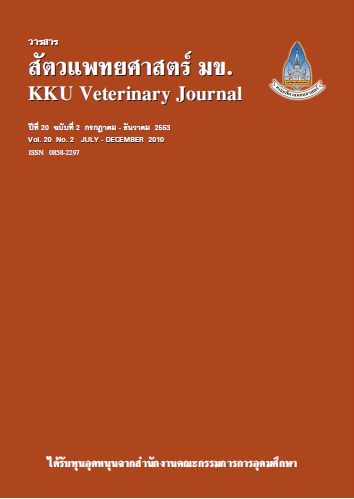 วารสาร
สัตวแพทยศาสตร์ มข.
KKU Veterinary Journal
ปีที่ 20 ฉบับที่ 2 กรกฎาคม - ธันวาคม 2553
Vol. 20 No. 2 JULY - DECEMBER 2010
ISSN 0858-2297
ได้รับทุนอุดหนุนจากสำนักงานคณะกรรมการการอุดมศึกษา